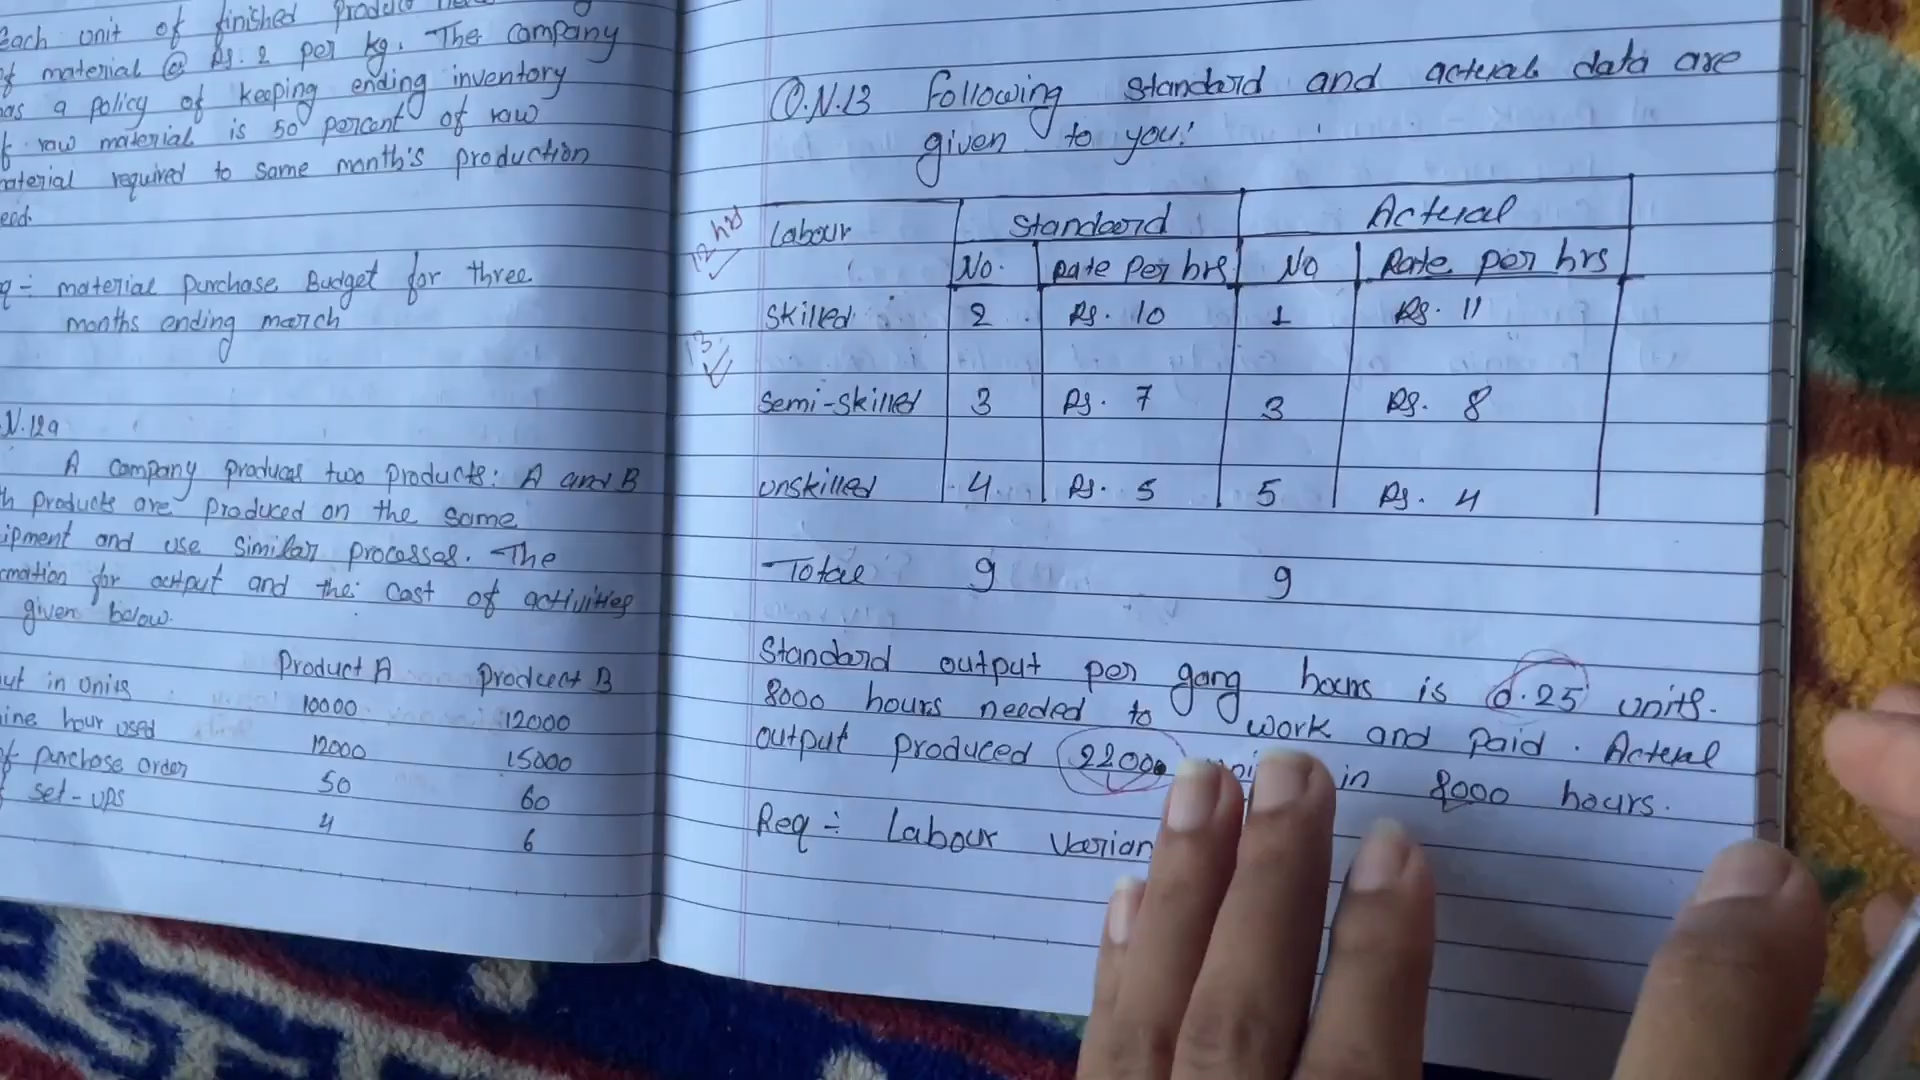 each unit of finished
of material @ Rs. 2 per kg. The company
has a policy of keeping ending inventory
of raw material is 50 percent of raw
material required to same month's production
need.
q ÷ material purchase Budget for three
months ending march
N.12a
A company produces two products: A and B
products are produced on the same
and use similar processes. The
for output and the cost of activities
given below.
Product A Product B
in units 10000 12000
hour used 12000 15000
of purchase order 50 60
set-ups 4 6
Q.N.13 Following standard and actual data are
given to you:
12 hrs
13
Labour Standard Actual
No. Rate Per hrs No Rate per hrs
skilled 2 Rs. 10 1 Rs. 11
semi-skilled 3 Rs. 7 3 Rs. 8
unskilled 4 Rs. 5 5 Rs. 4
Total 9 9
Standard output per gang hours is 0.25 units.
8000 hours needed to work and paid. Actual
output produced 22000 in 8000 hours.
Req ÷ Labour